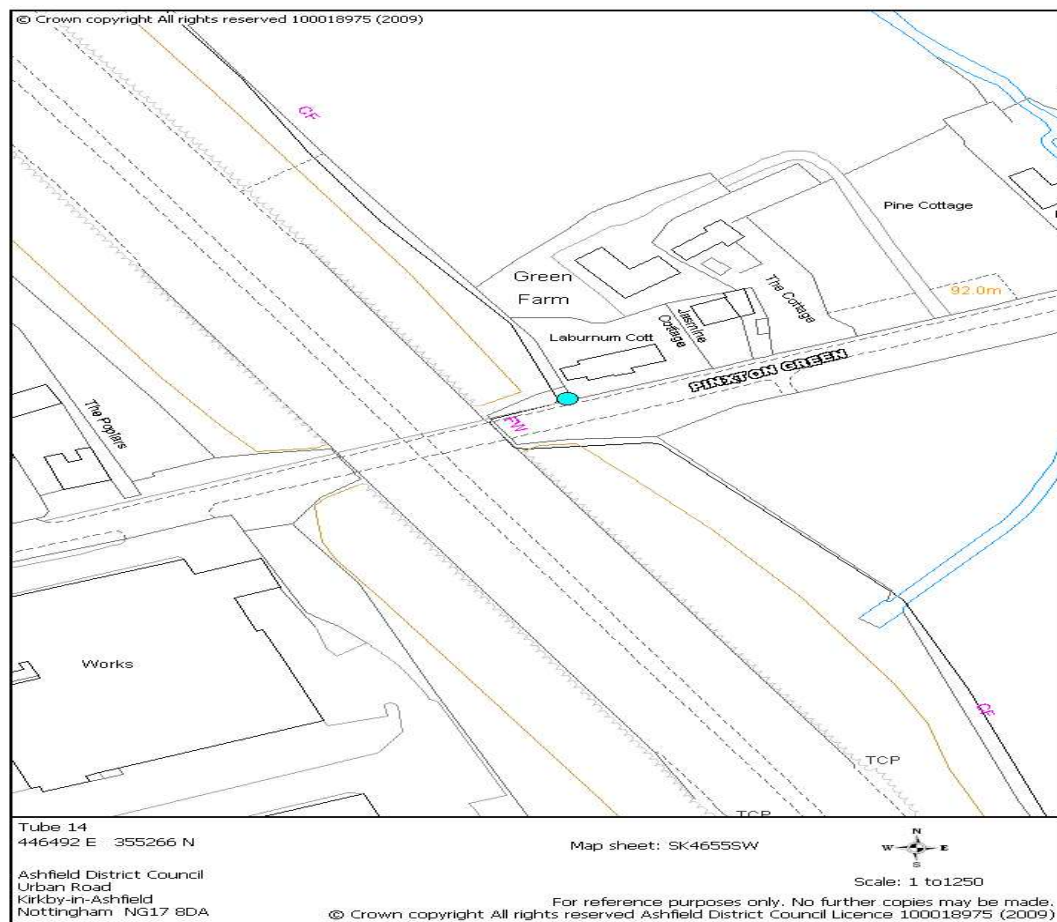 © Crown copyright All rights reserved 100018975 (2009)
CF
Pine Cottage
Green
Farm
The Cottage
92.0m
Jasmine
Cottage
Laburnum Cott
PINXTON GREEN
The Poplars
FW
Works
CF
TCP
TCP
Tube 14
446492 E 355266 N
Map sheet: SK4655SW
N
W
E
S
Scale: 1 to1250
Ashfield District Council
Urban Road
Kirkby-in-Ashfield
Nottingham NG17 8DA
For reference purposes only. No further copies may be made.
© Crown copyright All rights reserved Ashfield District Council Licence 100018975 (2009)